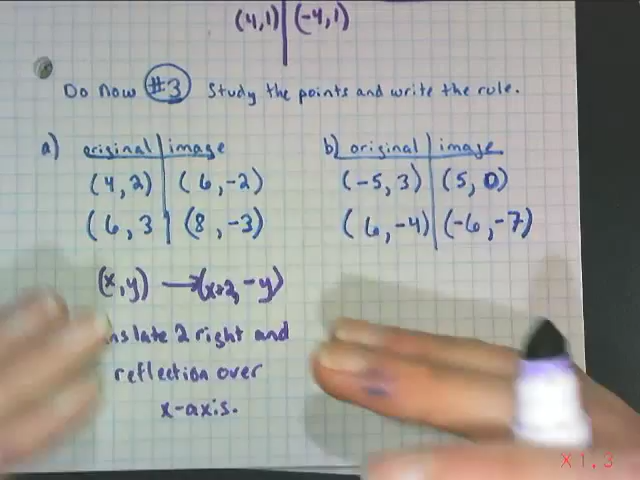 (4,1) (-4,1)
Do Now #3 Study the points and write the rule.
a) original image
(4,2) (6,-2)
(6,3 (8,-3)
(x,y) → (x+2,-y)
2 right and
reflection over
x-axis.
b) original image
(-5,3) (5,0)
(6,-4) (-6,-7)
X1.3